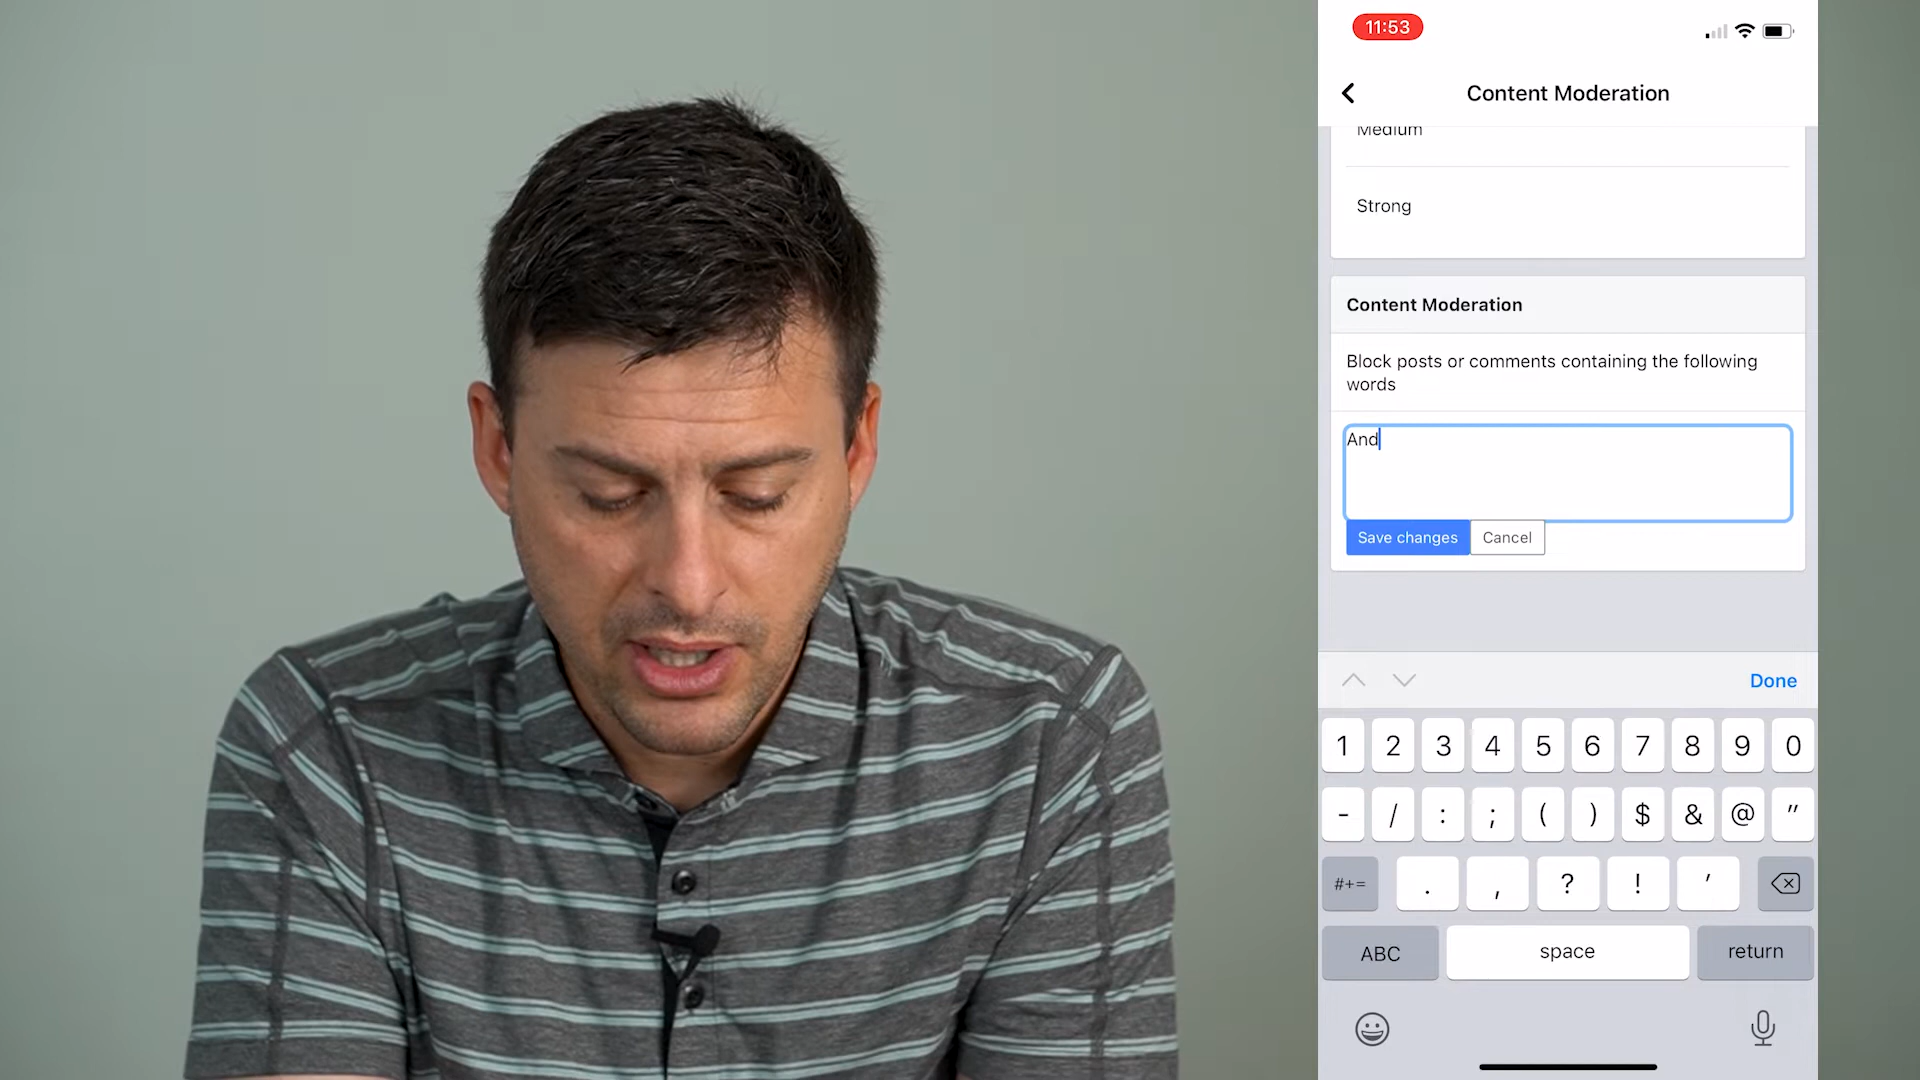 11:53
Content Moderation
Medium
Strong
Content Moderation
Block posts or comments containing the following
words
And
Save changes Cancel
Done
1 2 3 4 5 6 7 8 9 0
- / : ; ( ) $ & @ "
#+= . , ? ! '
ABC space return